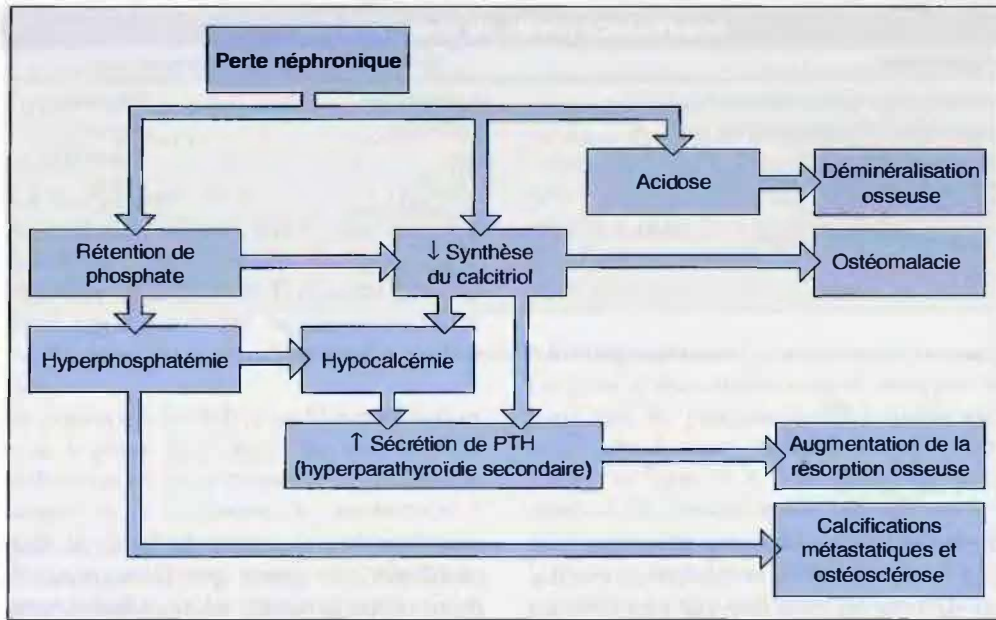 Perte néphronique
Acidose
Déminéralisation
osseuse
Rétention de
phosphate
↓ Synthèse
du calcitriol
Ostéomalacie
Hyperphosphatémie
Hypocalcémie
↑ Sécrétion de PTH
(hyperparathyroïdie secondaire)
Augmentation de la
résorption osseuse
Calcifications
métastatiques et
ostéosclérose